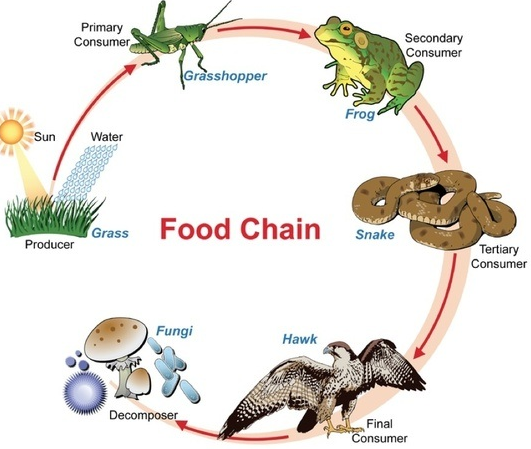 Primary
Consumer
Grasshopper
Secondary
Consumer
Frog
Sun
Water
Producer
Grass
Food Chain
Snake
Tertiary
Consumer
Fungi
Hawk
Decomposer
Final
Consumer